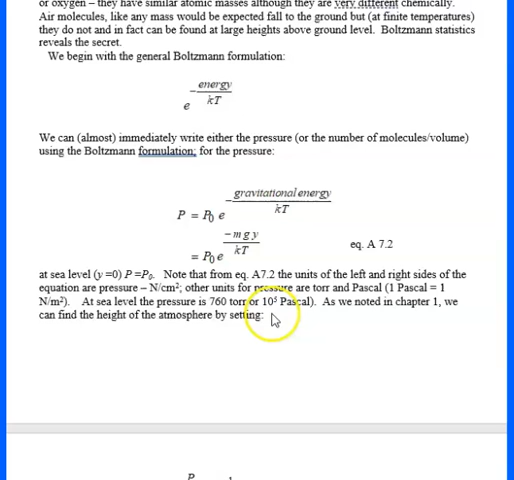 or oxygen – they have similar atomic masses although they are very different chemically.
Air molecules, like any mass would be expected fall to the ground but (at finite temperatures)
they do not and in fact can be found at large heights above ground level. Boltzmann statistics
reveals the secret.
We begin with the general Boltzmann formulation:
e^{-\frac{energy}{kT}}
We can (almost) immediately write either the pressure (or the number of molecules/volume)
using the Boltzmann formulation; for the pressure:
P = P₀ e^{-\frac{gravitational energy}{kT}}
= P₀ e^{\frac{-mgy}{kT}} eq. A 7.2
at sea level (y =0) P =P₀. Note that from eq. A7.2 the units of the left and right sides of the
equation are pressure – N/cm²; other units for pressure are torr and Pascal (1 Pascal = 1
N/m²). At sea level the pressure is 760 torr or 10⁵ Pascal). As we noted in chapter 1, we
can find the height of the atmosphere by setting:
P